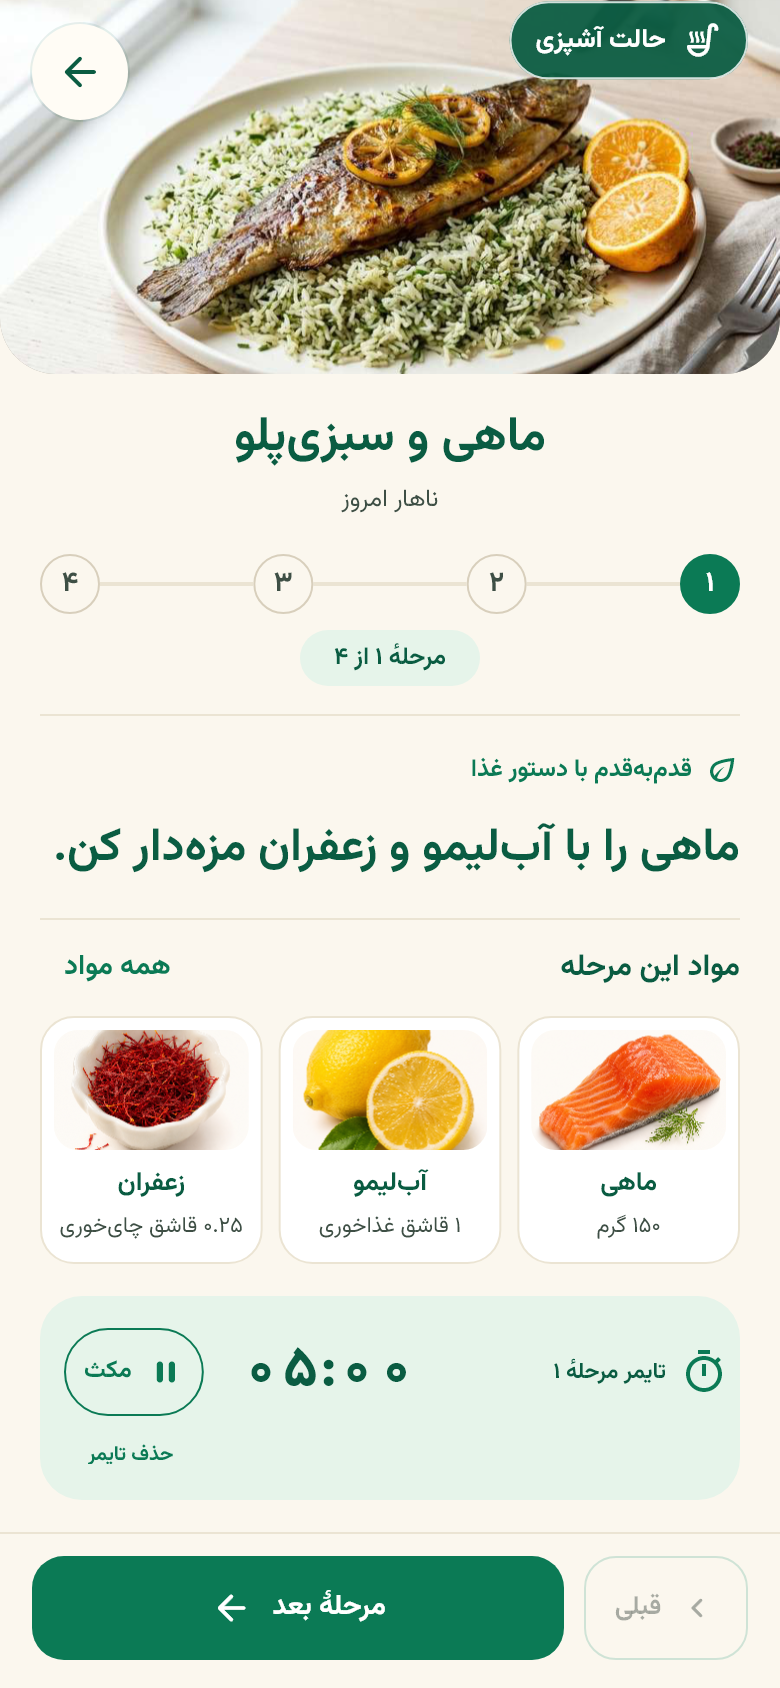 حالت آشپزی
ماهی و سبزی‌پلو
ناهار امروز
۱ ۲ ۳ ۴
مرحلهٔ ۱ از ۴
قدم‌به‌قدم با دستور غذا
ماهی را با آب‌لیمو و زعفران مزه‌دار کن.
مواد این مرحله
همه مواد
ماهی
۱۵۰ گرم
آب‌لیمو
۱ قاشق غذاخوری
زعفران
۰.۲۵ قاشق چای‌خوری
تایمر مرحلهٔ ۱
۰۵:۰۰
مکث
حذف تایمر
قبلی
مرحلهٔ بعد